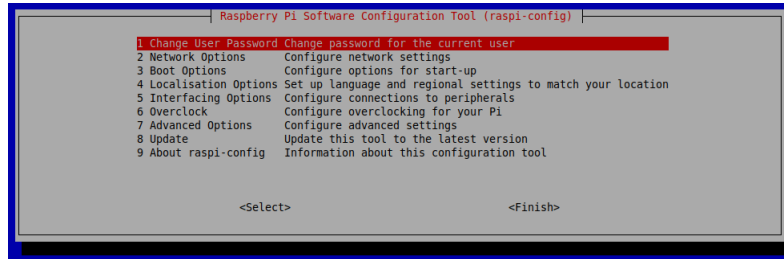 Raspberry Pi Software Configuration Tool (raspi-config)
1 Change User Password Change password for the current user
2 Network Options Configure network settings
3 Boot Options Configure options for start-up
4 Localisation Options Set up language and regional settings to match your location
5 Interfacing Options Configure connections to peripherals
6 Overclock Configure overclocking for your Pi
7 Advanced Options Configure advanced settings
8 Update Update this tool to the latest version
9 About raspi-config Information about this configuration tool
<Select> <Finish>